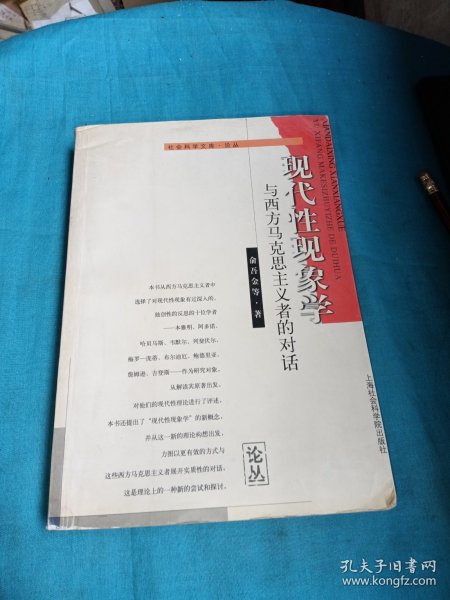 社会科学文库·论丛
XIANDAIXING XIANXIANGXUE
YU XIFANG MAKESIZHUYIZHE DE DUIHUA
现代性现象学
与西方马克思主义者的对话
俞吾金等·著
本书从西方马克思主义者中
选择了对现代性现象有过深入的、
独创性的反思的十位学者
——本雅明、阿多诺、
哈贝马斯、韦默尔、列斐伏尔、
梅罗-庞蒂、布尔迪厄、鲍德里亚、
詹姆逊、吉登斯——作为研究对象,
从解读其原著出发,
对他们的现代性理论进行了评述。
本书还提出了“现代性现象学”的新概念,
并从这一新的理论构想出发,
力图以更有效的方式与
这些西方马克思主义者展开实质性的对话。
这是理论上的一种新的尝试和探讨。
论丛
上海社会科学院出版社
孔夫子旧书网
www.kongfz.com